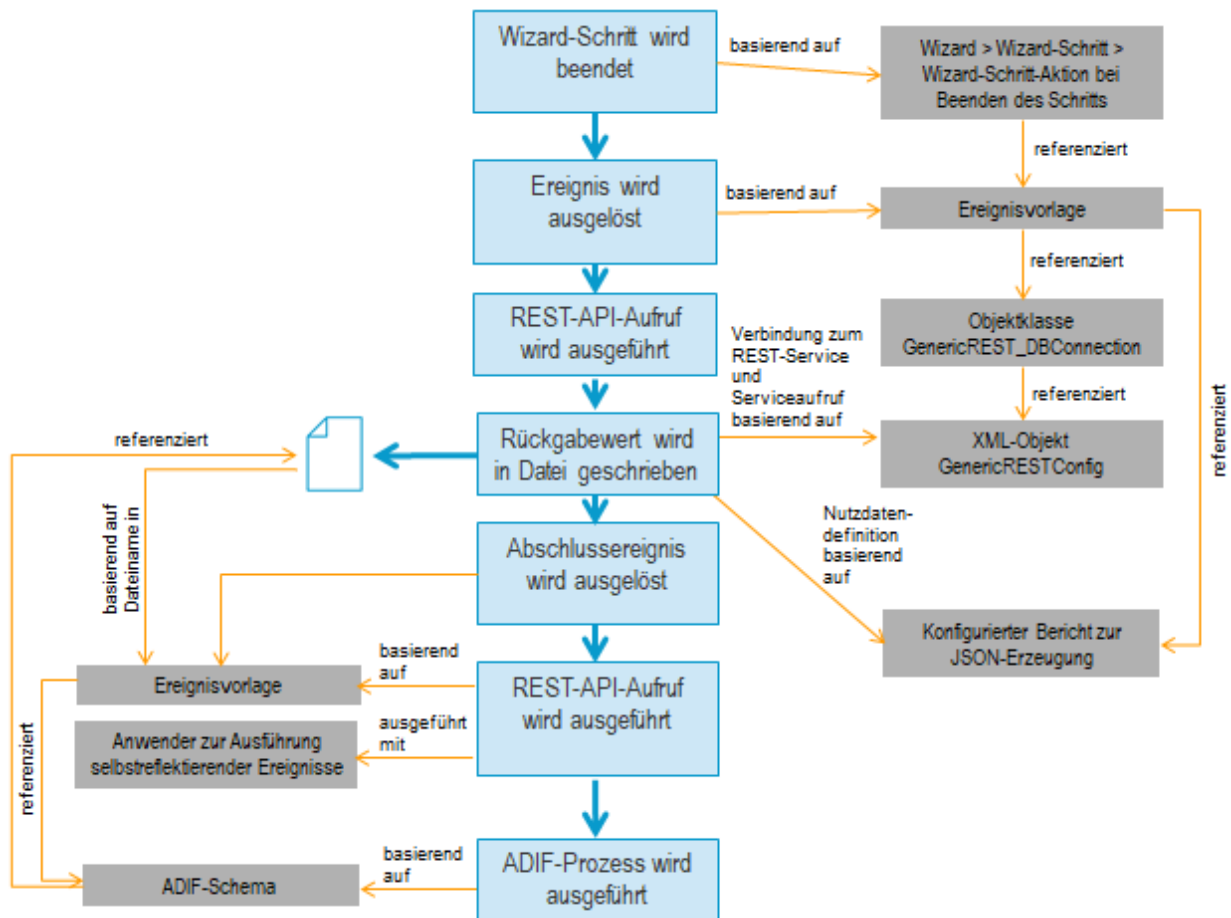 Wizard-Schritt wird
beendet
basierend auf
Wizard > Wizard-Schritt >
Wizard-Schritt-Aktion bei
Beenden des Schritts
referenziert
Ereignis wird
ausgelöst
basierend auf
Ereignisvorlage
referenziert
referenziert
REST-API-Aufruf
wird ausgeführt
Verbindung zum
REST-Service
und
Serviceaufruf
basierend auf
Objektklasse
GenericREST_DBConnection
referenziert
referenziert
Rückgabewert wird
in Datei geschrieben
XML-Objekt
GenericRESTConfig
basierend auf
Dateiname in
Nutzdaten-
definition
basierend
auf
Abschlussereignis
wird ausgelöst
Konfigurierter Bericht zur
JSON-Erzeugung
Ereignisvorlage
basierend
auf
REST-API-Aufruf
wird ausgeführt
Anwender zur Ausführung
selbstreflektierender Ereignisse
ausgeführt
mit
referenziert
ADIF-Schema
basierend
auf
ADIF-Prozess wird
ausgeführt